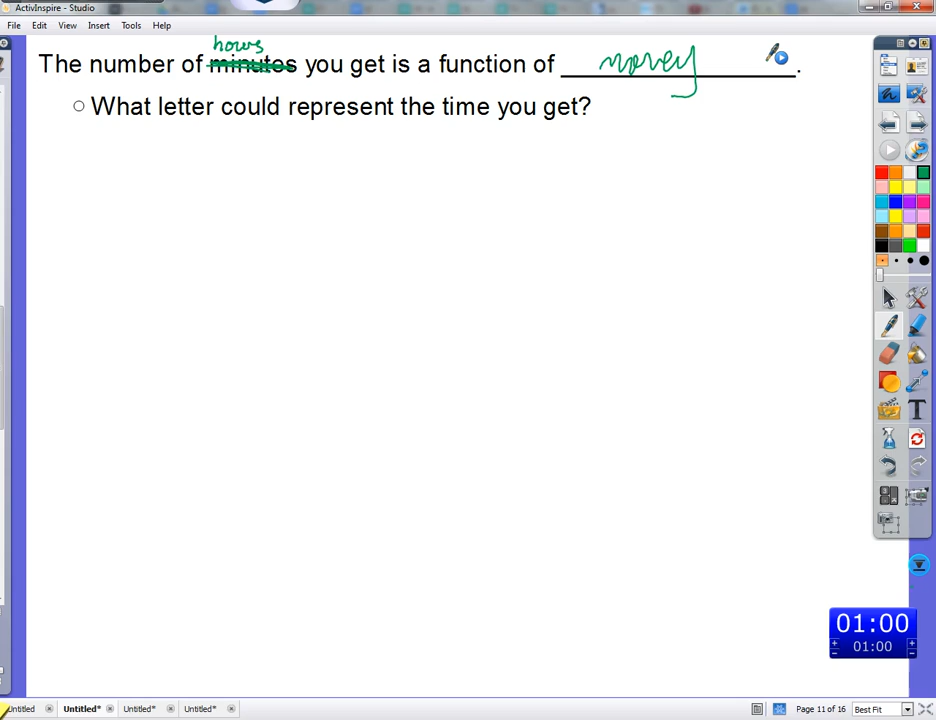 ActivInspire - Studio
File Edit View Insert Tools Help
hours
The number of minutes you get is a function of money.
What letter could represent the time you get?
T
01:00
01:00
Untitled Untitled* Untitled* Untitled* Page 11 of 16 Best Fit